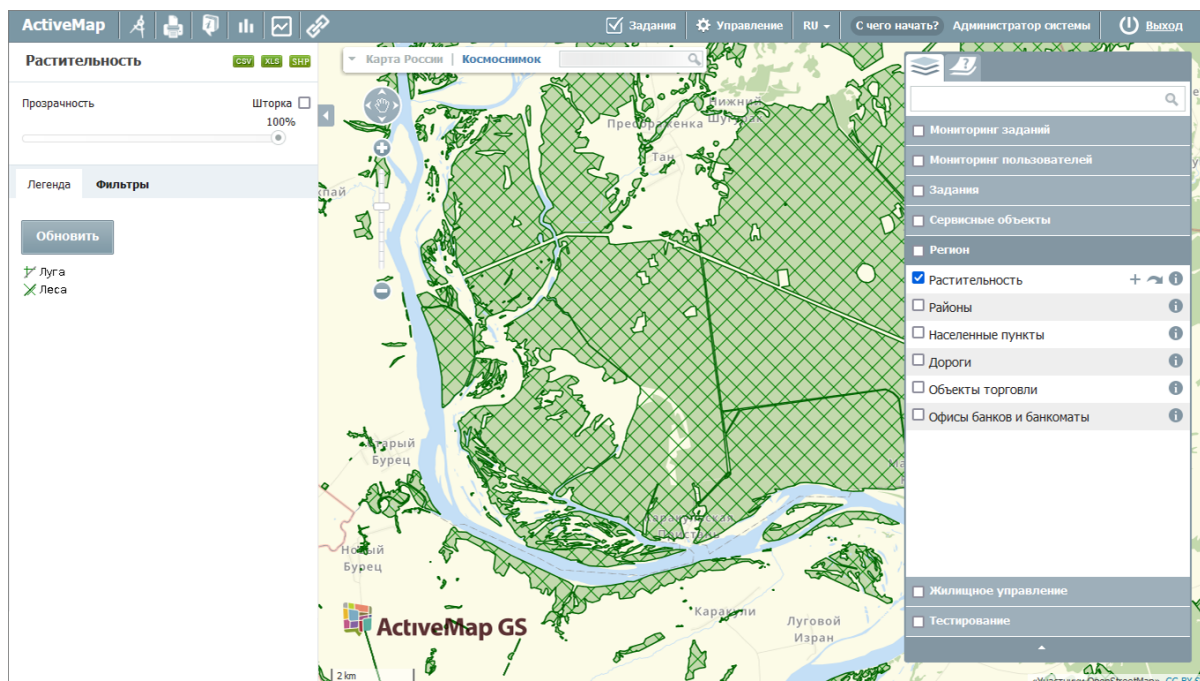 ActiveMap
Задания
Управление
RU
С чего начать?
Администратор системы
Выход
Растительность
CSV
XLS
SHP
Прозрачность
Шторка
100%
Легенда
Фильтры
Обновить
Луга
Леса
Карта России | Космоснимок
Нижний
Преображенка
Тан
Старый
Бурец
Новый
Бурец
Каракули
Луговой
Изран
ActiveMap GS
2 km
Мониторинг заданий
Мониторинг пользователей
Задания
Сервисные объекты
Регион
Растительность
Районы
Населенные пункты
Дороги
Объекты торговли
Офисы банков и банкоматы
Жилищное управление
Тестирование